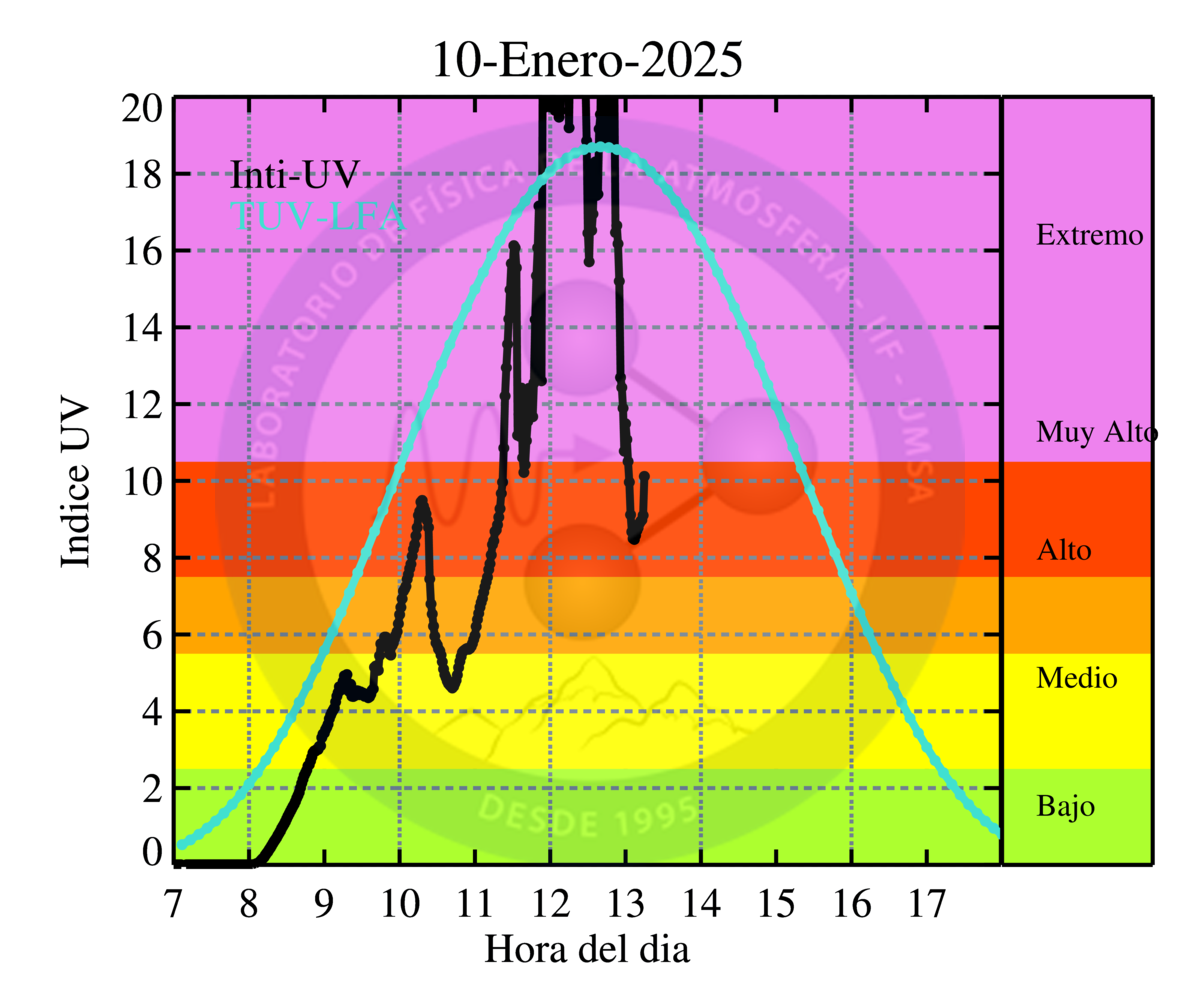 10-Enero-2025
Indice UV
20
18
16
14
12
10
8
6
4
2
0
Inti-UV
TUV-LFA
LABORATORIO DE FÍSICA DE LA ATMÓSFERA - IIF - UMSA
DESDE 1995
Extremo
Muy Alto
Alto
Medio
Bajo
7 8 9 10 11 12 13 14 15 16 17
Hora del dia